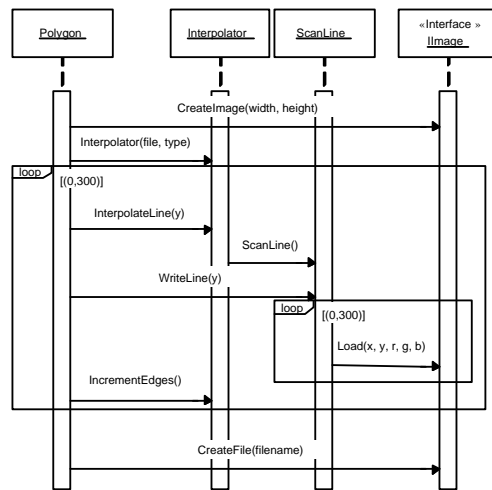 Polygon
Interpolator
ScanLine
«Interface »
IImage
CreateImage(width, height)
Interpolator(file, type)
loop
[(0,300)]
InterpolateLine(y)
ScanLine()
WriteLine(y)
loop
[(0,300)]
Load(x, y, r, g, b)
IncrementEdges()
CreateFile(filename)